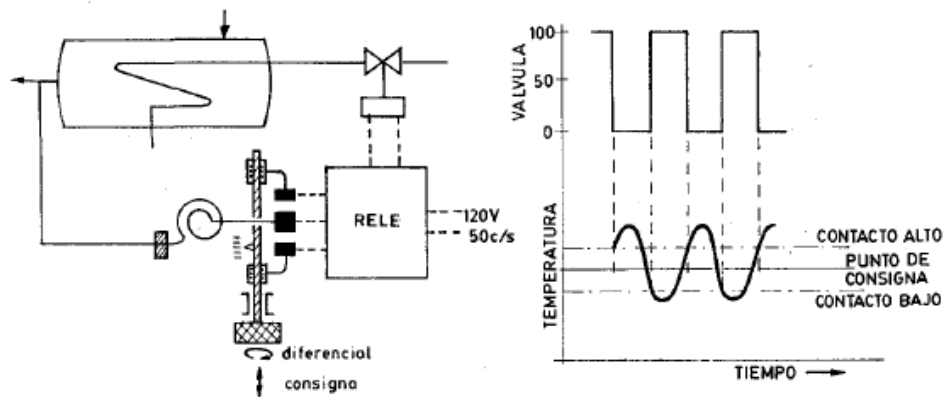 RELE
120V
50c/s
diferencial
consigna
VALVULA
100
50
0
TEMPERATURA
CONTACTO ALTO
PUNTO DE
CONSIGNA
CONTACTO BAJO
TIEMPO